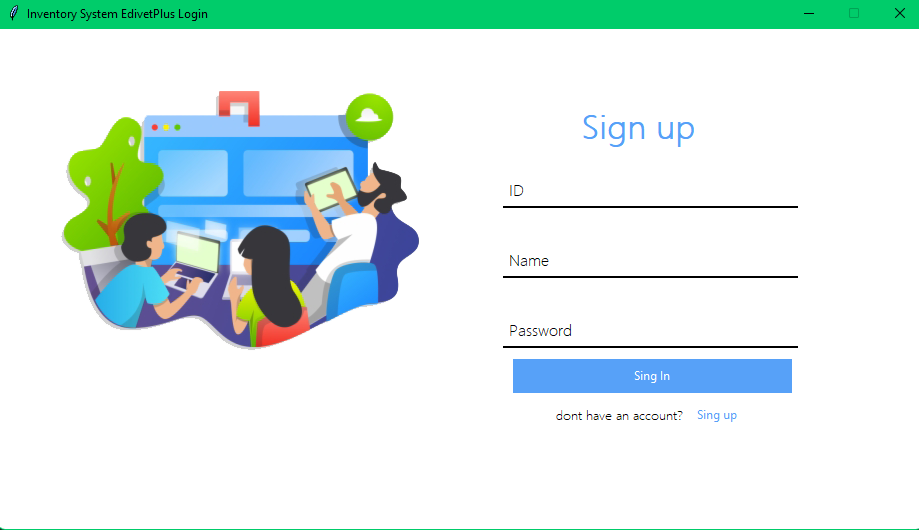 Inventory System EdivetPlus Login
Sign up
ID
Name
Password
Sing In
dont have an account? Sing up